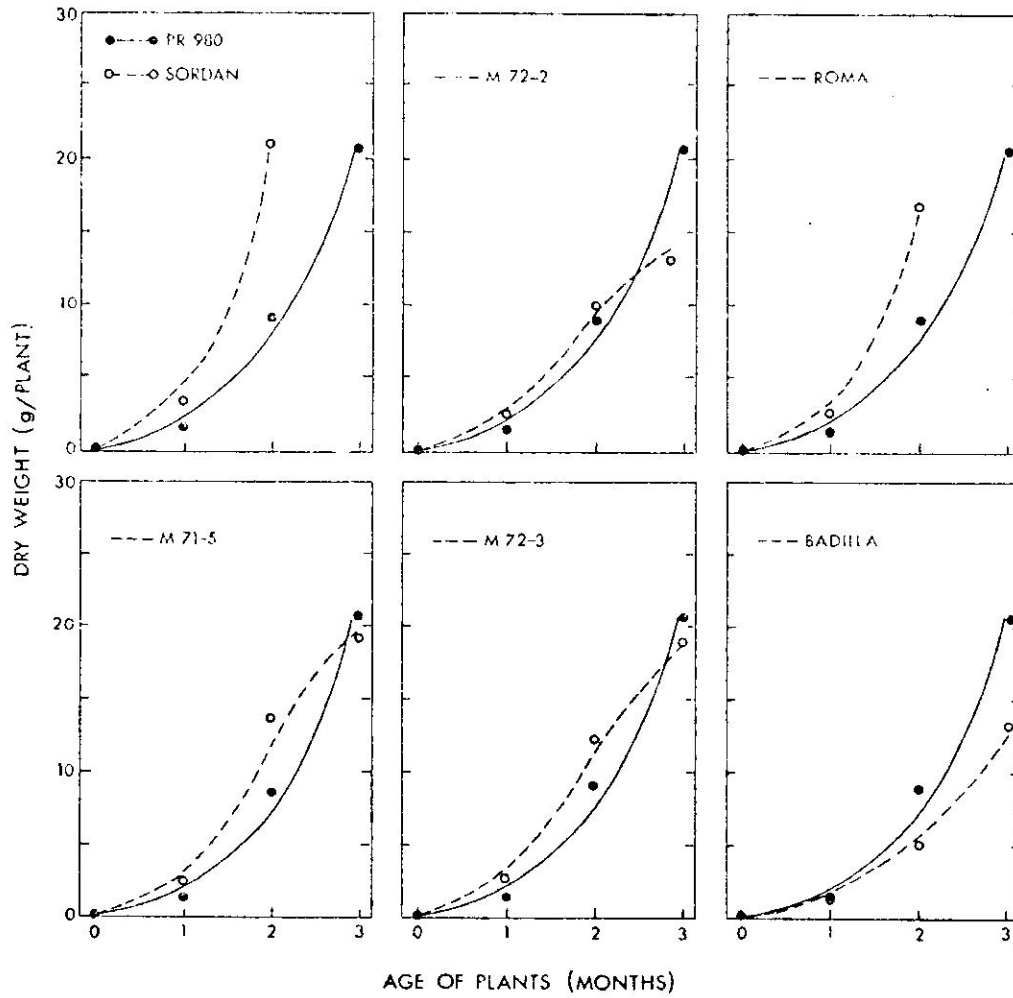 30
20
10
0
PR 980
SORDAN
M 72-2
ROMA
DRY WEIGHT (g/PLANT)
30
20
10
0
M 71-5
M 72-3
BADILLA
0 1 2 3
0 1 2 3
0 1 2 3
AGE OF PLANTS (MONTHS)